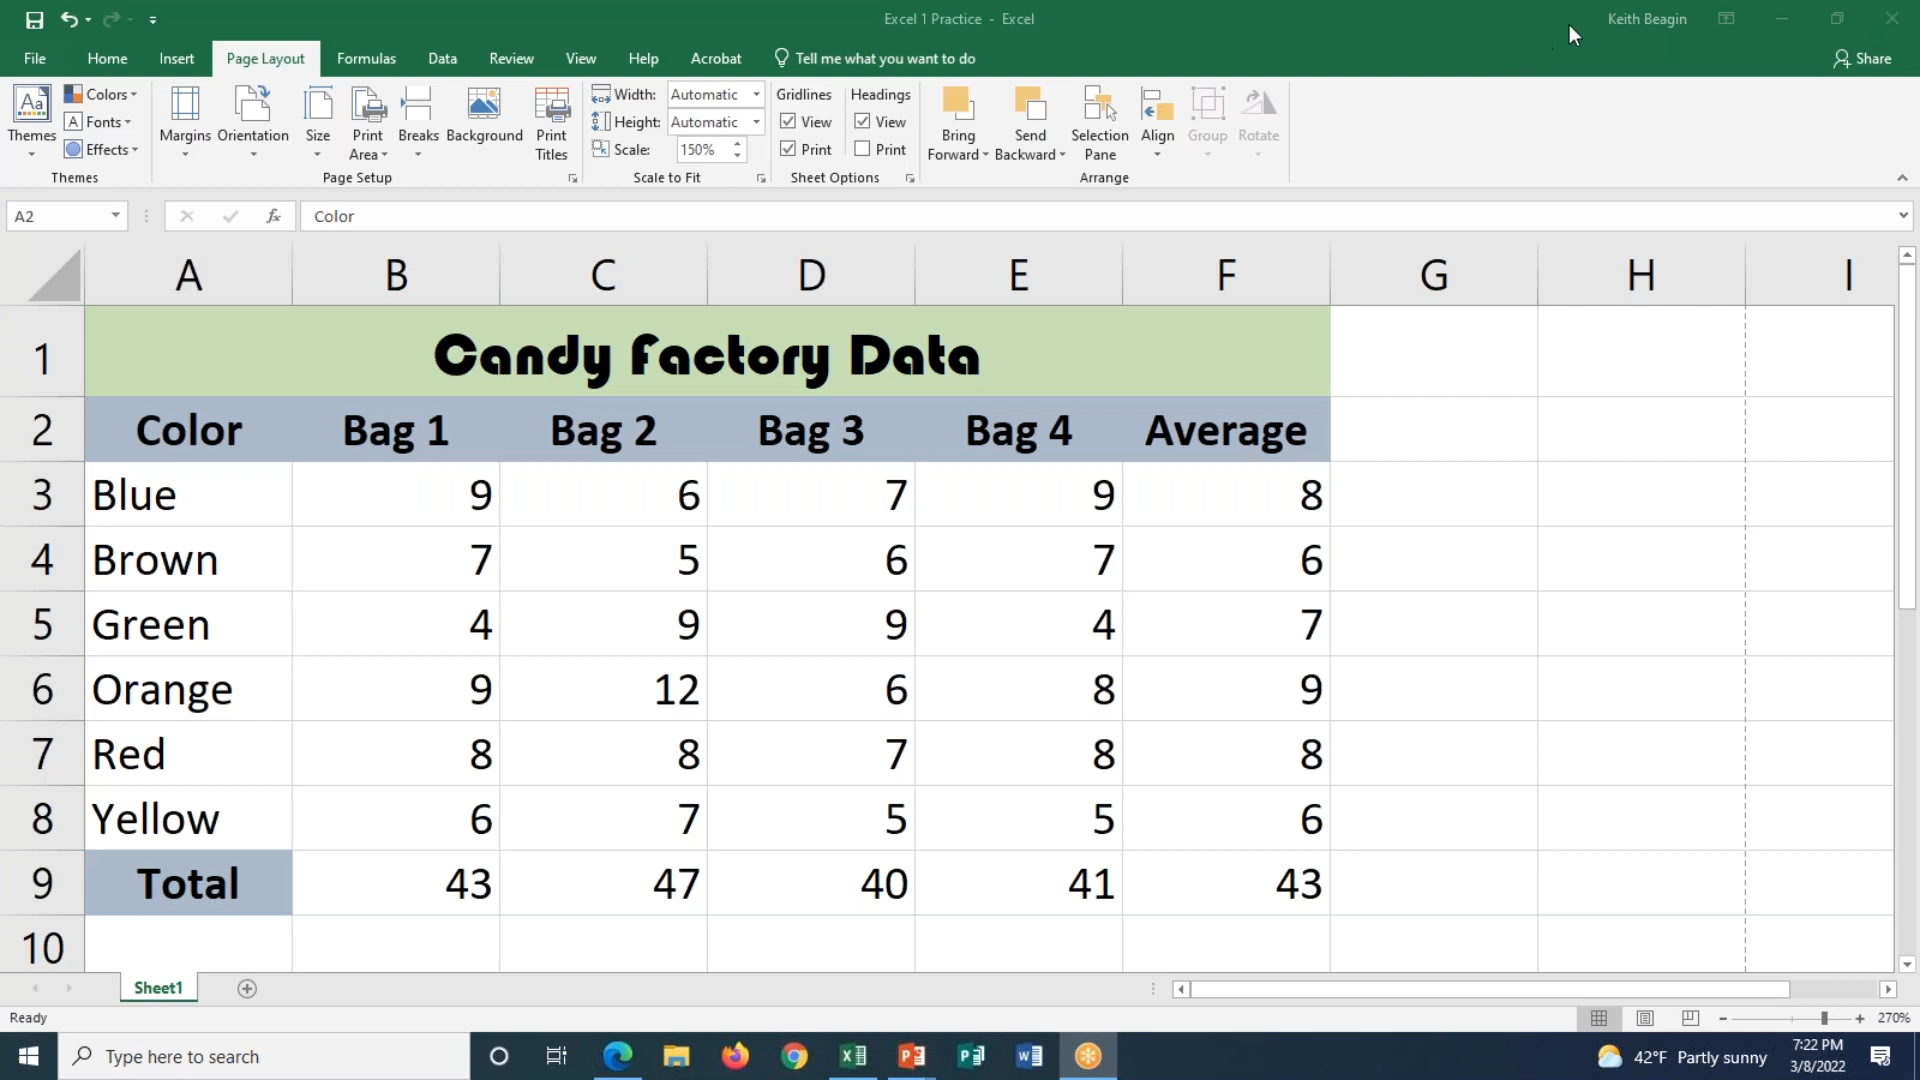 Excel 1 Practice - Excel
Keith Beagin
File Home Insert Page Layout Formulas Data Review View Help Acrobat Tell me what you want to do Share
Themes Colors Fonts Effects
Themes
Margins Orientation Size Print Area Breaks Background Print Titles
Page Setup
Width: Automatic
Height: Automatic
Scale: 150%
Scale to Fit
Gridlines Headings
View View
Print Print
Sheet Options
Bring Forward Send Backward Selection Pane Align Group Rotate
Arrange
A2 fx Color
A B C D E F G H I
1 Candy Factory Data
2 Color Bag 1 Bag 2 Bag 3 Bag 4 Average
3 Blue 9 6 7 9 8
4 Brown 7 5 6 7 6
5 Green 4 9 9 4 7
6 Orange 9 12 6 8 9
7 Red 8 8 7 8 8
8 Yellow 6 7 5 5 6
9 Total 43 47 40 41 43
10
Sheet1
Ready 270%
Type here to search 42°F Partly sunny 7:22 PM
3/8/2022